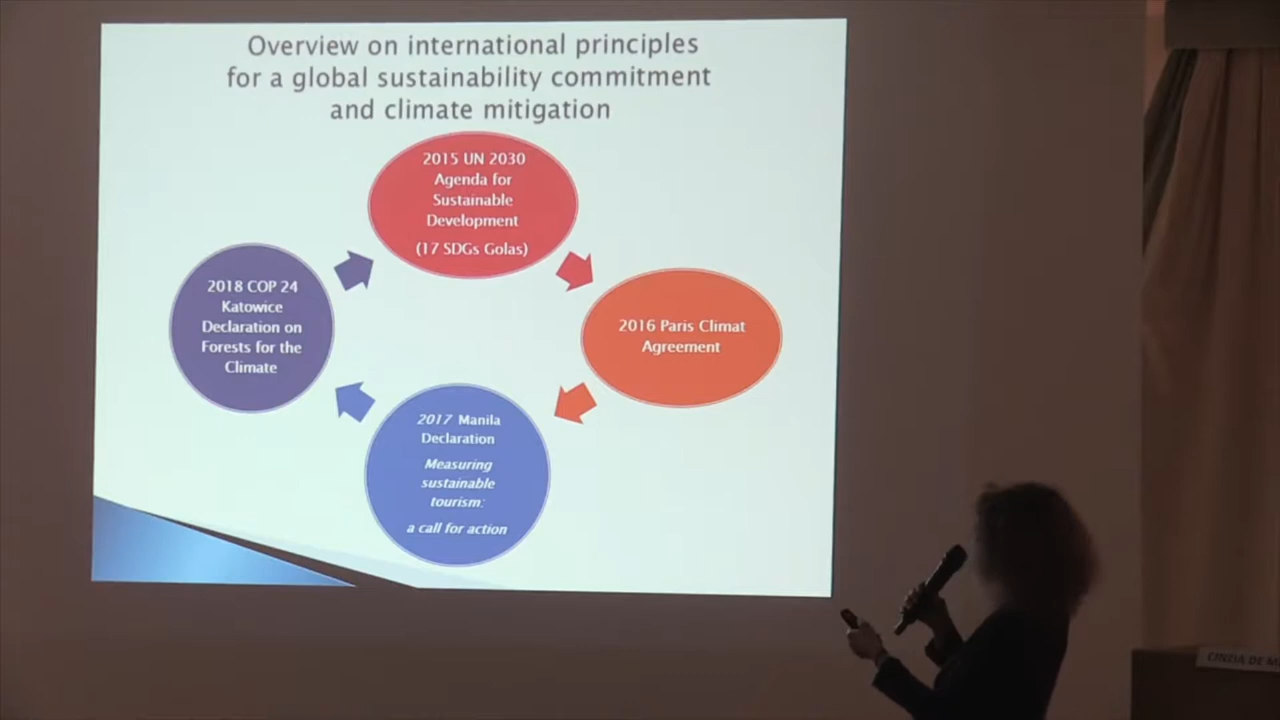 Overview on international principles
for a global sustainability commitment
and climate mitigation
2015 UN 2030
Agenda for
Sustainable
Development
(17 SDGs Golas)
2016 Paris Climat
Agreement
2017 Manila
Declaration
Measuring
sustainable
tourism:
a call for action
2018 COP 24
Katowice
Declaration on
Forests for the
Climate
CINZIA DE M